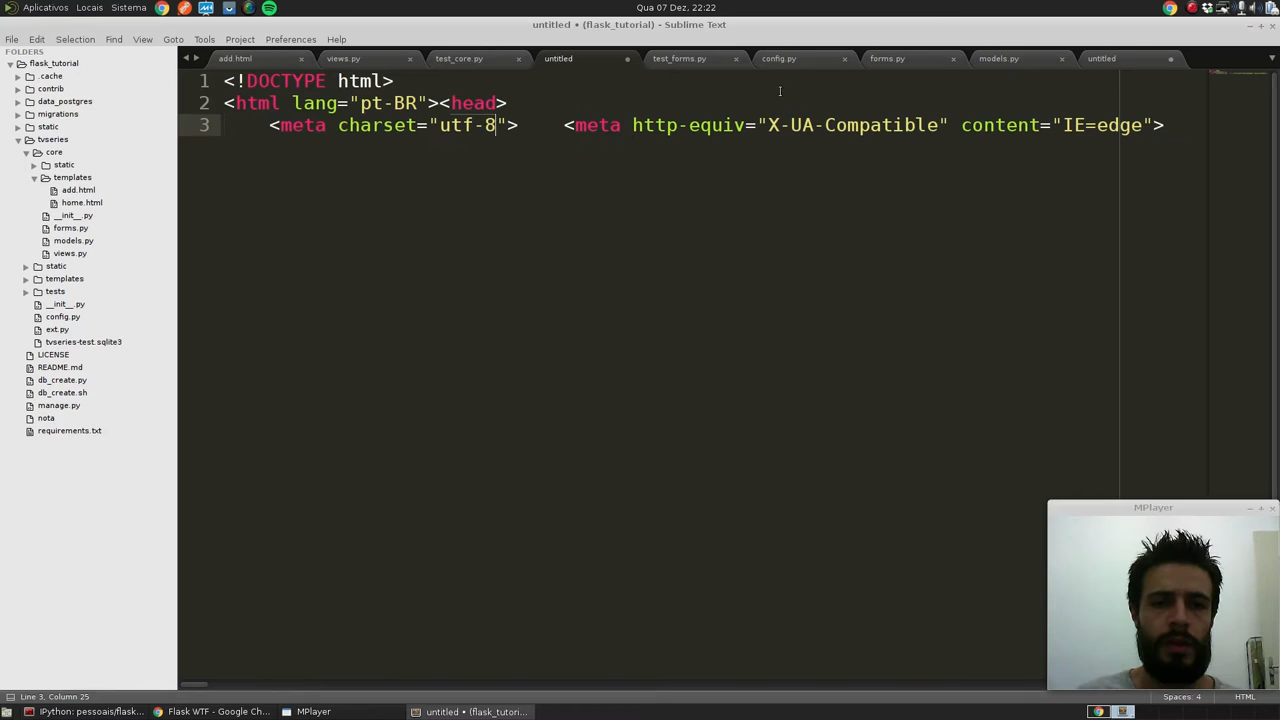 Aplicativos Locais Sistema Qua 07 Dez, 22:22
untitled • (flask_tutorial) - Sublime Text
File Edit Selection Find View Goto Tools Project Preferences Help
FOLDERS
flask_tutorial
.cache
contrib
data_postgres
migrations
static
tvseries
core
static
templates
add.html
home.html
__init__.py
forms.py
models.py
views.py
static
templates
tests
__init__.py
config.py
ext.py
tvseries-test.sqlite3
LICENSE
README.md
db_create.py
db_create.sh
manage.py
nota
requirements.txt
add.html views.py test_core.py untitled test_forms.py config.py forms.py models.py untitled
1 <!DOCTYPE html>
2 <html lang="pt-BR"><head>
3 <meta charset="utf-8"> <meta http-equiv="X-UA-Compatible" content="IE=edge">
MPlayer
Line 3, Column 25 Spaces: 4 HTML
IPython: pessoais/flask... Flask WTF - Google Ch... MPlayer untitled • (flask_tutori...